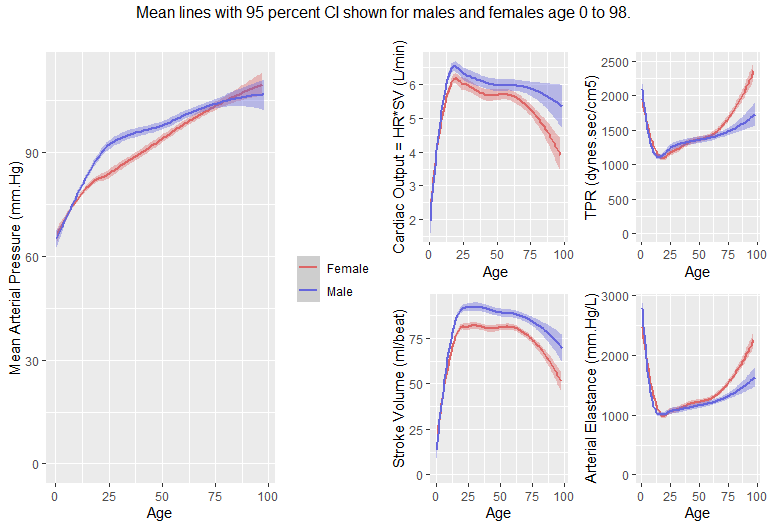 Mean lines with 95 percent CI shown for males and females age 0 to 98.
Mean Arterial Pressure (mm.Hg)
90
60
30
0
0 25 50 75 100
Age
Female
Male
Cardiac Output = HR*SV (L/min)
6
5
4
3
2
0 25 50 75 100
Age
TPR (dynes.sec/cm5)
2500
2000
1500
1000
500
0
0 25 50 75 100
Age
Stroke Volume (ml/beat)
75
50
25
0
0 25 50 75 100
Age
Arterial Elastance (mm.Hg/L)
3000
2000
1000
0
0 25 50 75 100
Age